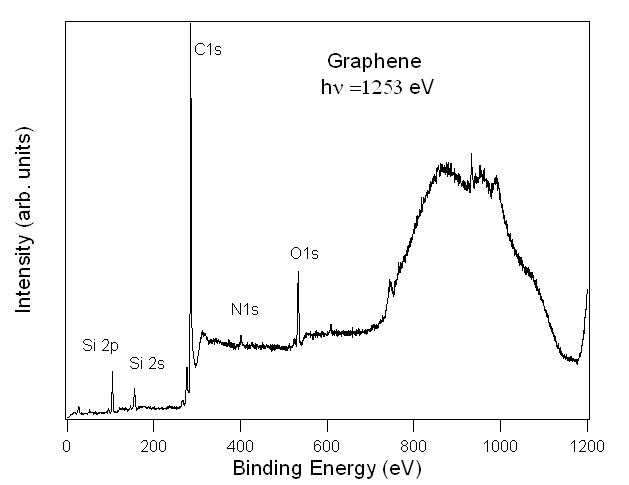 C1s
Graphene
hν =1253 eV
O1s
N1s
Si 2p
Si 2s
Intensity (arb. units)
0 200 400 600 800 1000 1200
Binding Energy (eV)